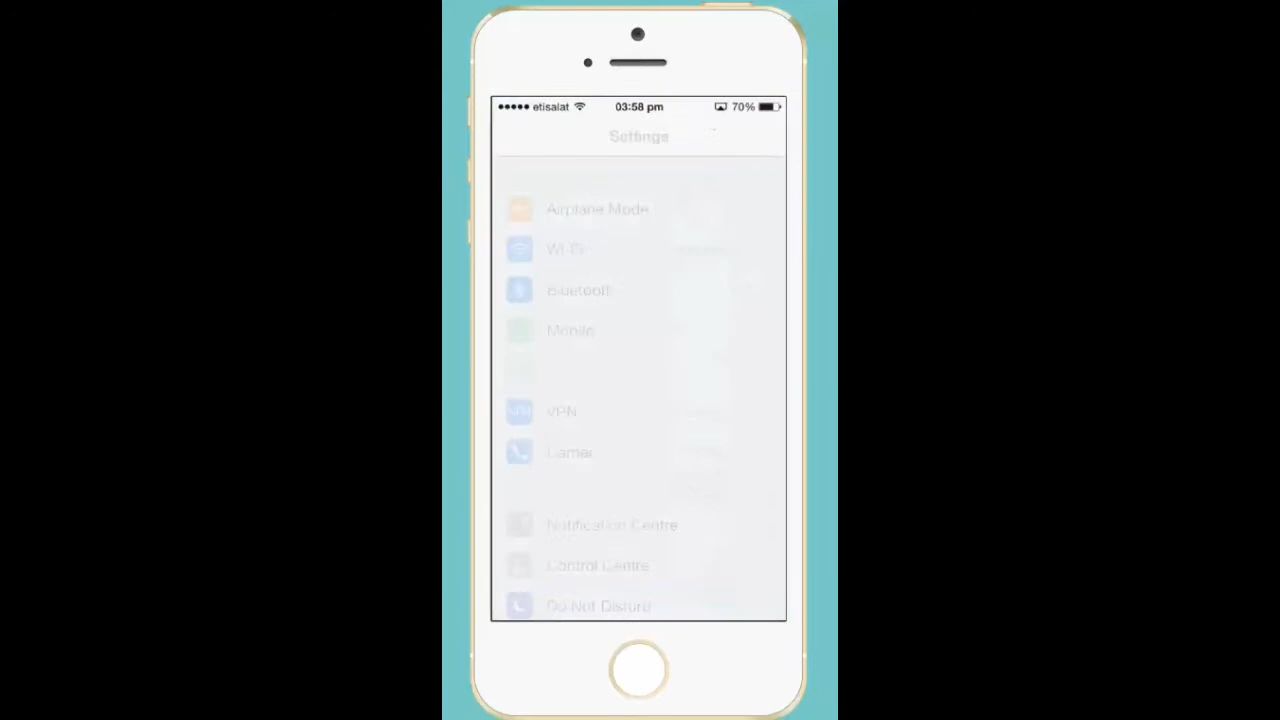 etisalat 03:58 pm 70%
Settings
Airplane Mode
Wi-Fi
Bluetooth
Mobile
VPN
Carrier
Notification Centre
Control Centre
Do Not Disturb